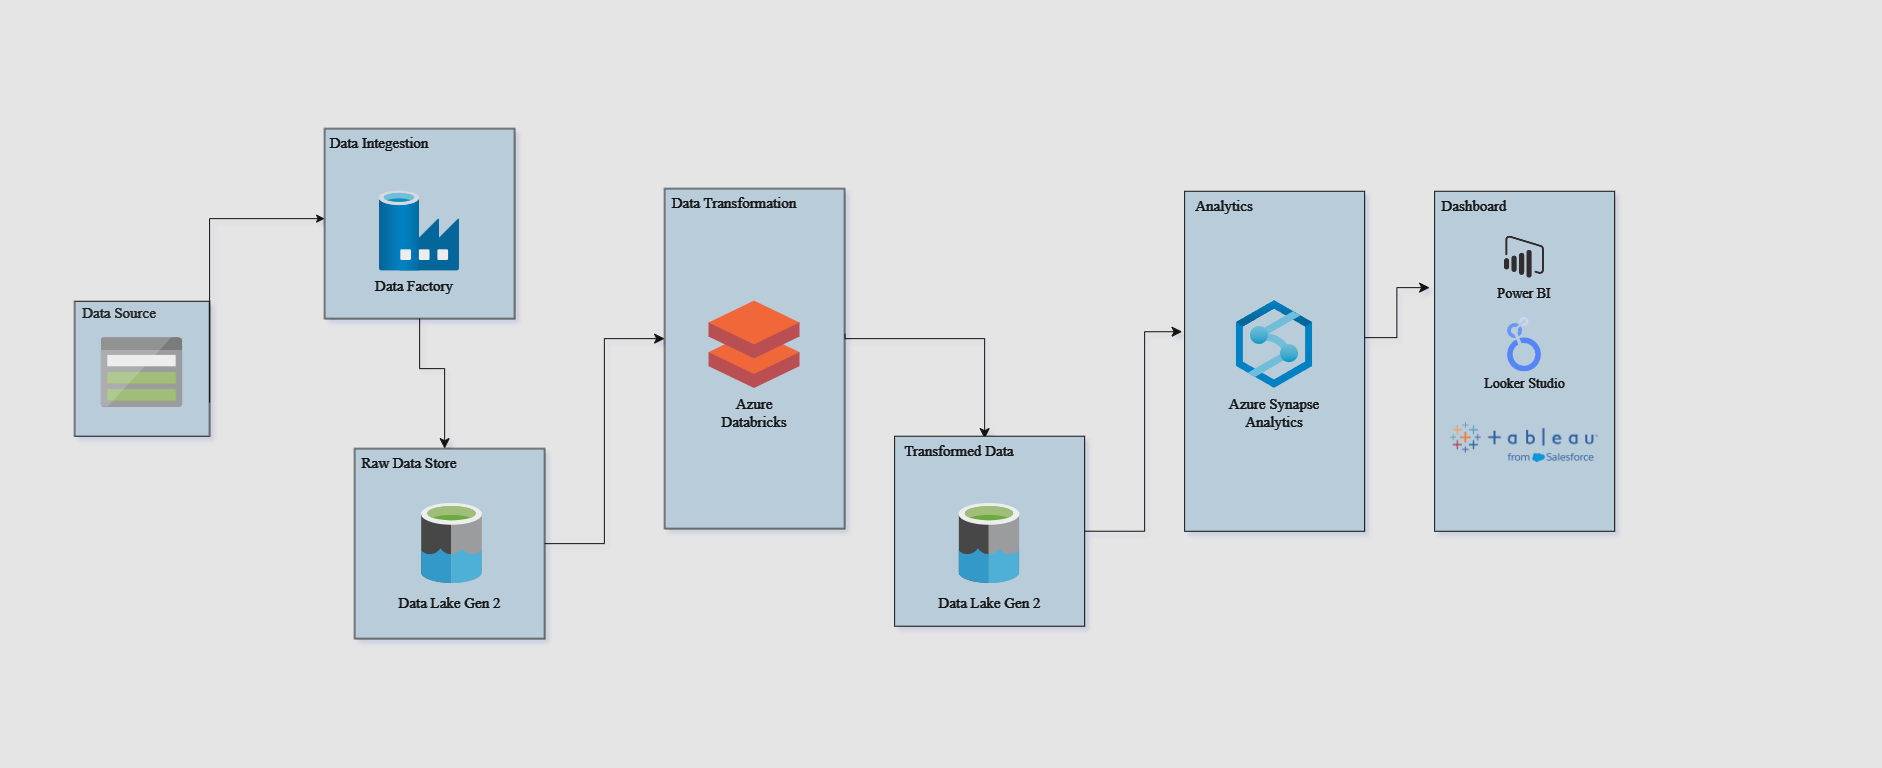 Data Source
Data Integestion
Data Factory
Raw Data Store
Data Lake Gen 2
Data Transformation
Azure
Databricks
Transformed Data
Data Lake Gen 2
Analytics
Azure Synapse
Analytics
Dashboard
Power BI
Looker Studio
+ableau
from Salesforce